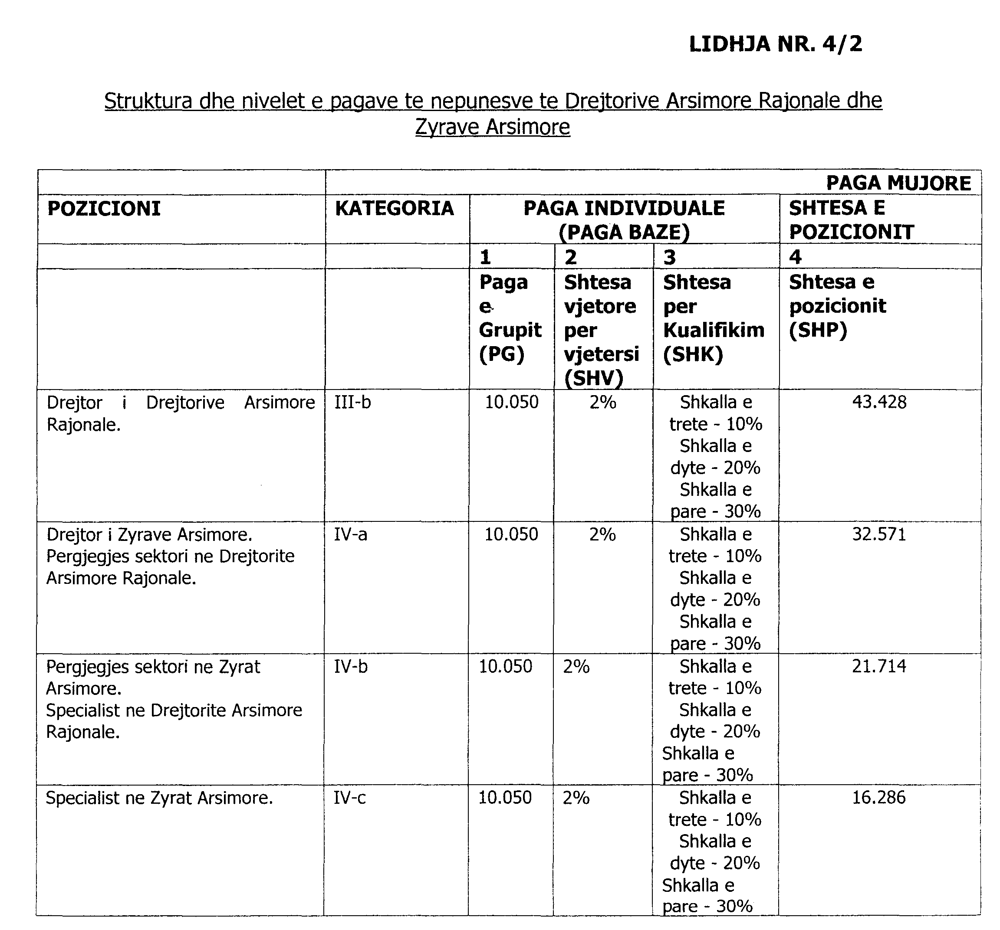 LIDHJA NR. 4/2
Struktura dhe nivelet e pagave te nepunesve te Drejtorive Arsimore Rajonale dhe
Zyrave Arsimore
PAGA MUJORE
POZICIONI KATEGORIA PAGA INDIVIDUALE SHTESA E
(PAGA BAZE) POZICIONIT
1 2 3 4
Paga Shtesa Shtesa Shtesa e
e vjetore per pozicionit
Grupit per Kualifikim (SHP)
(PG) vjetersi (SHK)
(SHV)
Drejtor i Drejtorive Arsimore III-b 10.050 2% Shkalla e 43.428
Rajonale. trete - 10%
Shkalla e
dyte - 20%
Shkalla e
pare - 30%
Drejtor i Zyrave Arsimore. IV-a 10.050 2% Shkalla e 32.571
Pergjegjes sektori ne Drejtorite trete - 10%
Arsimore Rajonale. Shkalla e
dyte - 20%
Shkalla e
pare - 30%
Pergjegjes sektori ne Zyrat IV-b 10.050 2% Shkalla e 21.714
Arsimore. trete - 10%
Specialist ne Drejtorite Arsimore Shkalla e
Rajonale. dyte - 20%
Shkalla e
pare - 30%
Specialist ne Zyrat Arsimore. IV-c 10.050 2% Shkalla e 16.286
trete - 10%
Shkalla e
dyte - 20%
Shkalla e
pare - 30%